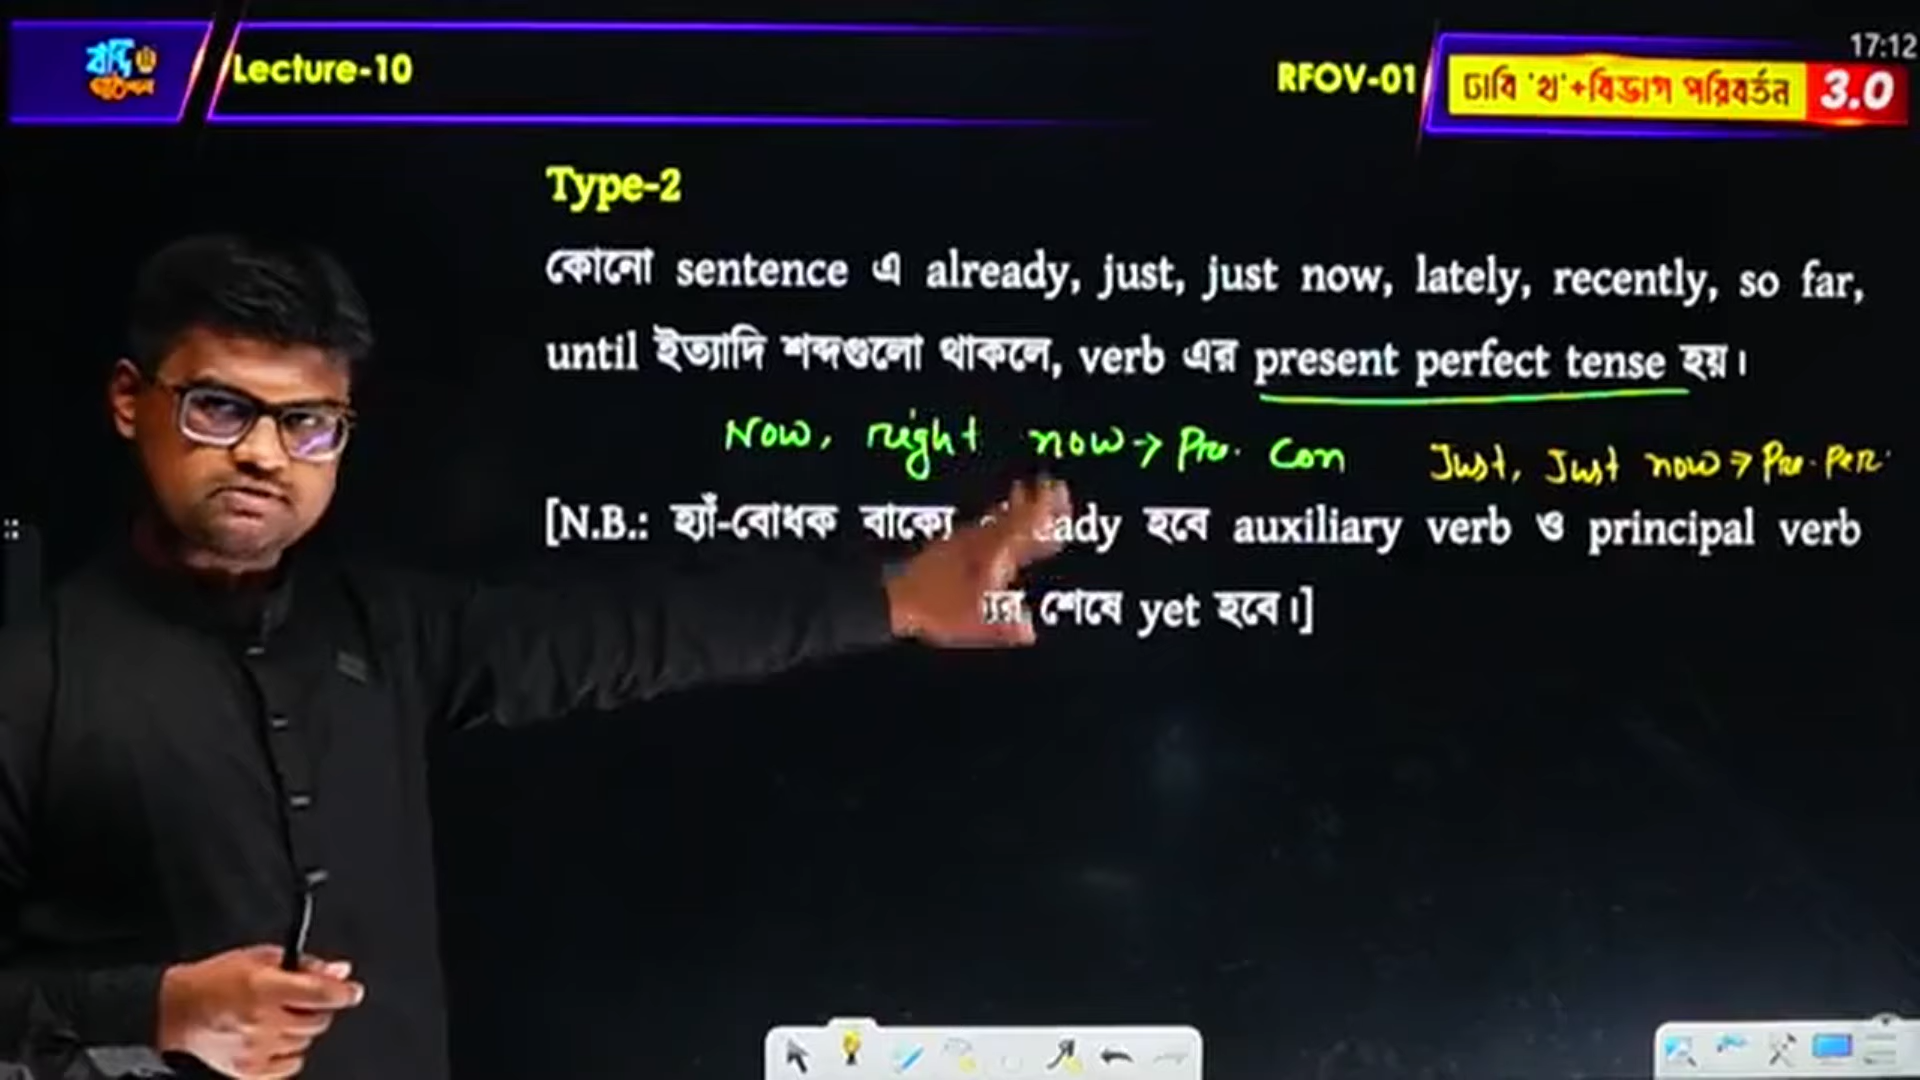 Lecture-10
RFOV-01
ঢাবি 'খ'+বিভাগ পরিবর্তন 3.0
17:12
Type-2
কোনো sentence এ already, just, just now, lately, recently, so far,
until ইত্যাদি শব্দগুলো থাকলে, verb এর present perfect tense হয়।
Now, right now → Pre. Con
Just, Just now → Pre. Per.
[N.B.: হ্যাঁ-বোধক বাক্যে হবে auxiliary verb ও principal verb
শেষে yet হবে।]